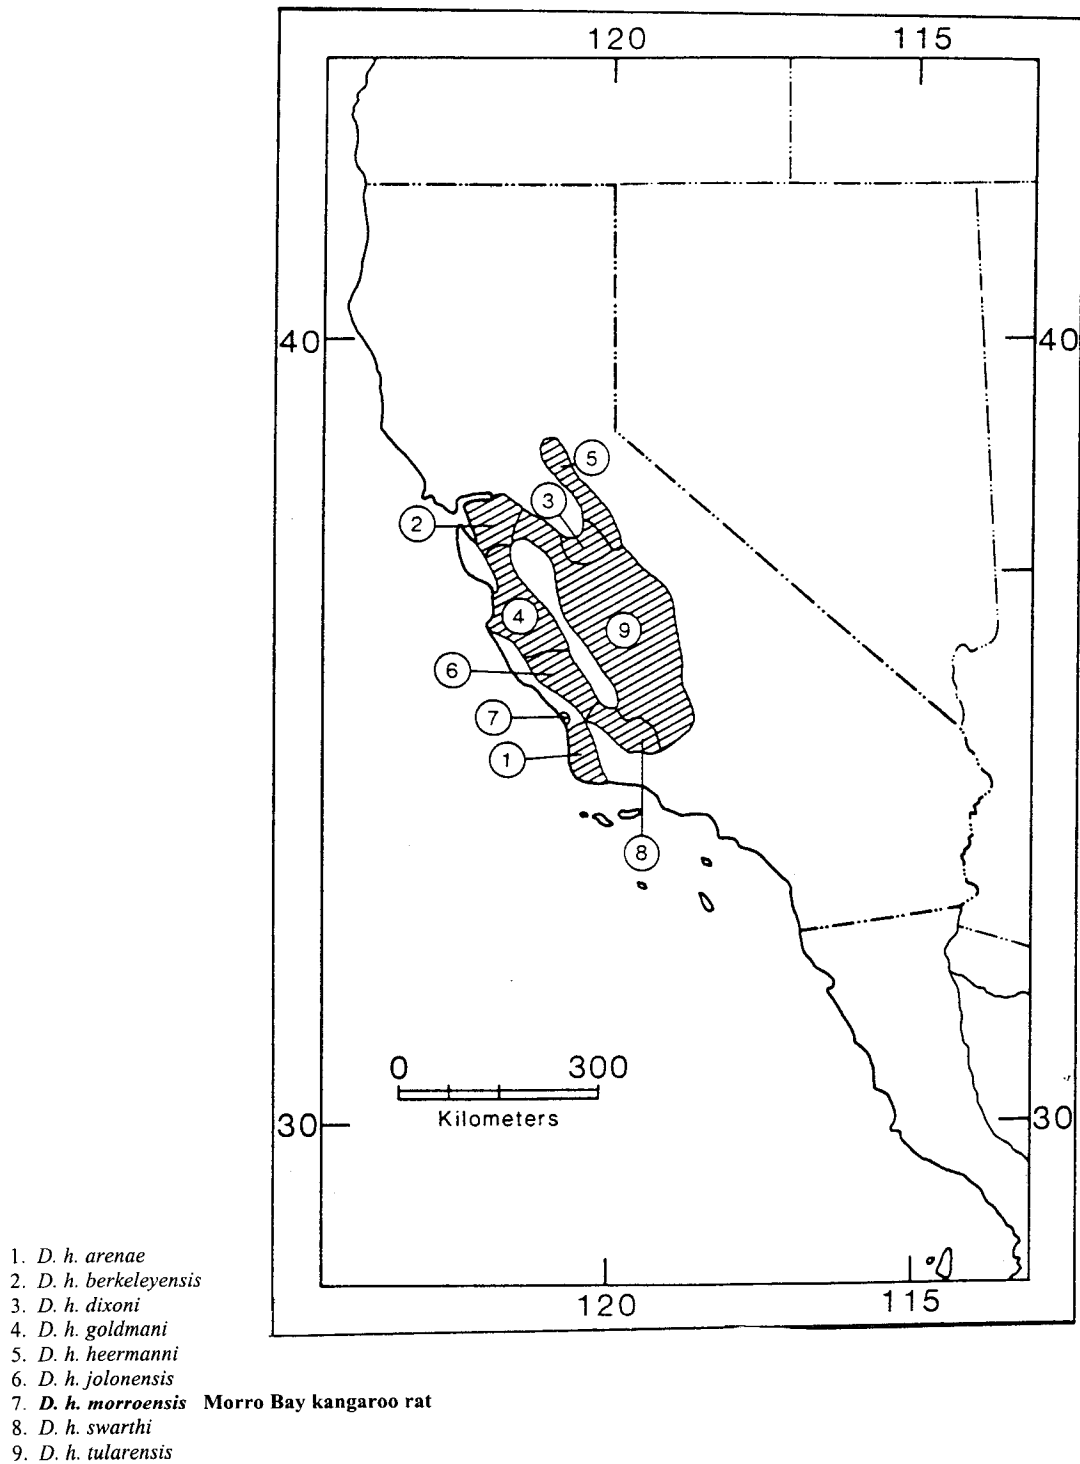 120 115
40 40
5
3
2
4
9
6
7
1
8
0 300
Kilometers
30 30
120 115
1. D. h. arenae
2. D. h. berkeleyensis
3. D. h. dixoni
4. D. h. goldmani
5. D. h. heermanni
6. D. h. jolonensis
7. D. h. morroensis Morro Bay kangaroo rat
8. D. h. swarthi
9. D. h. tularensis